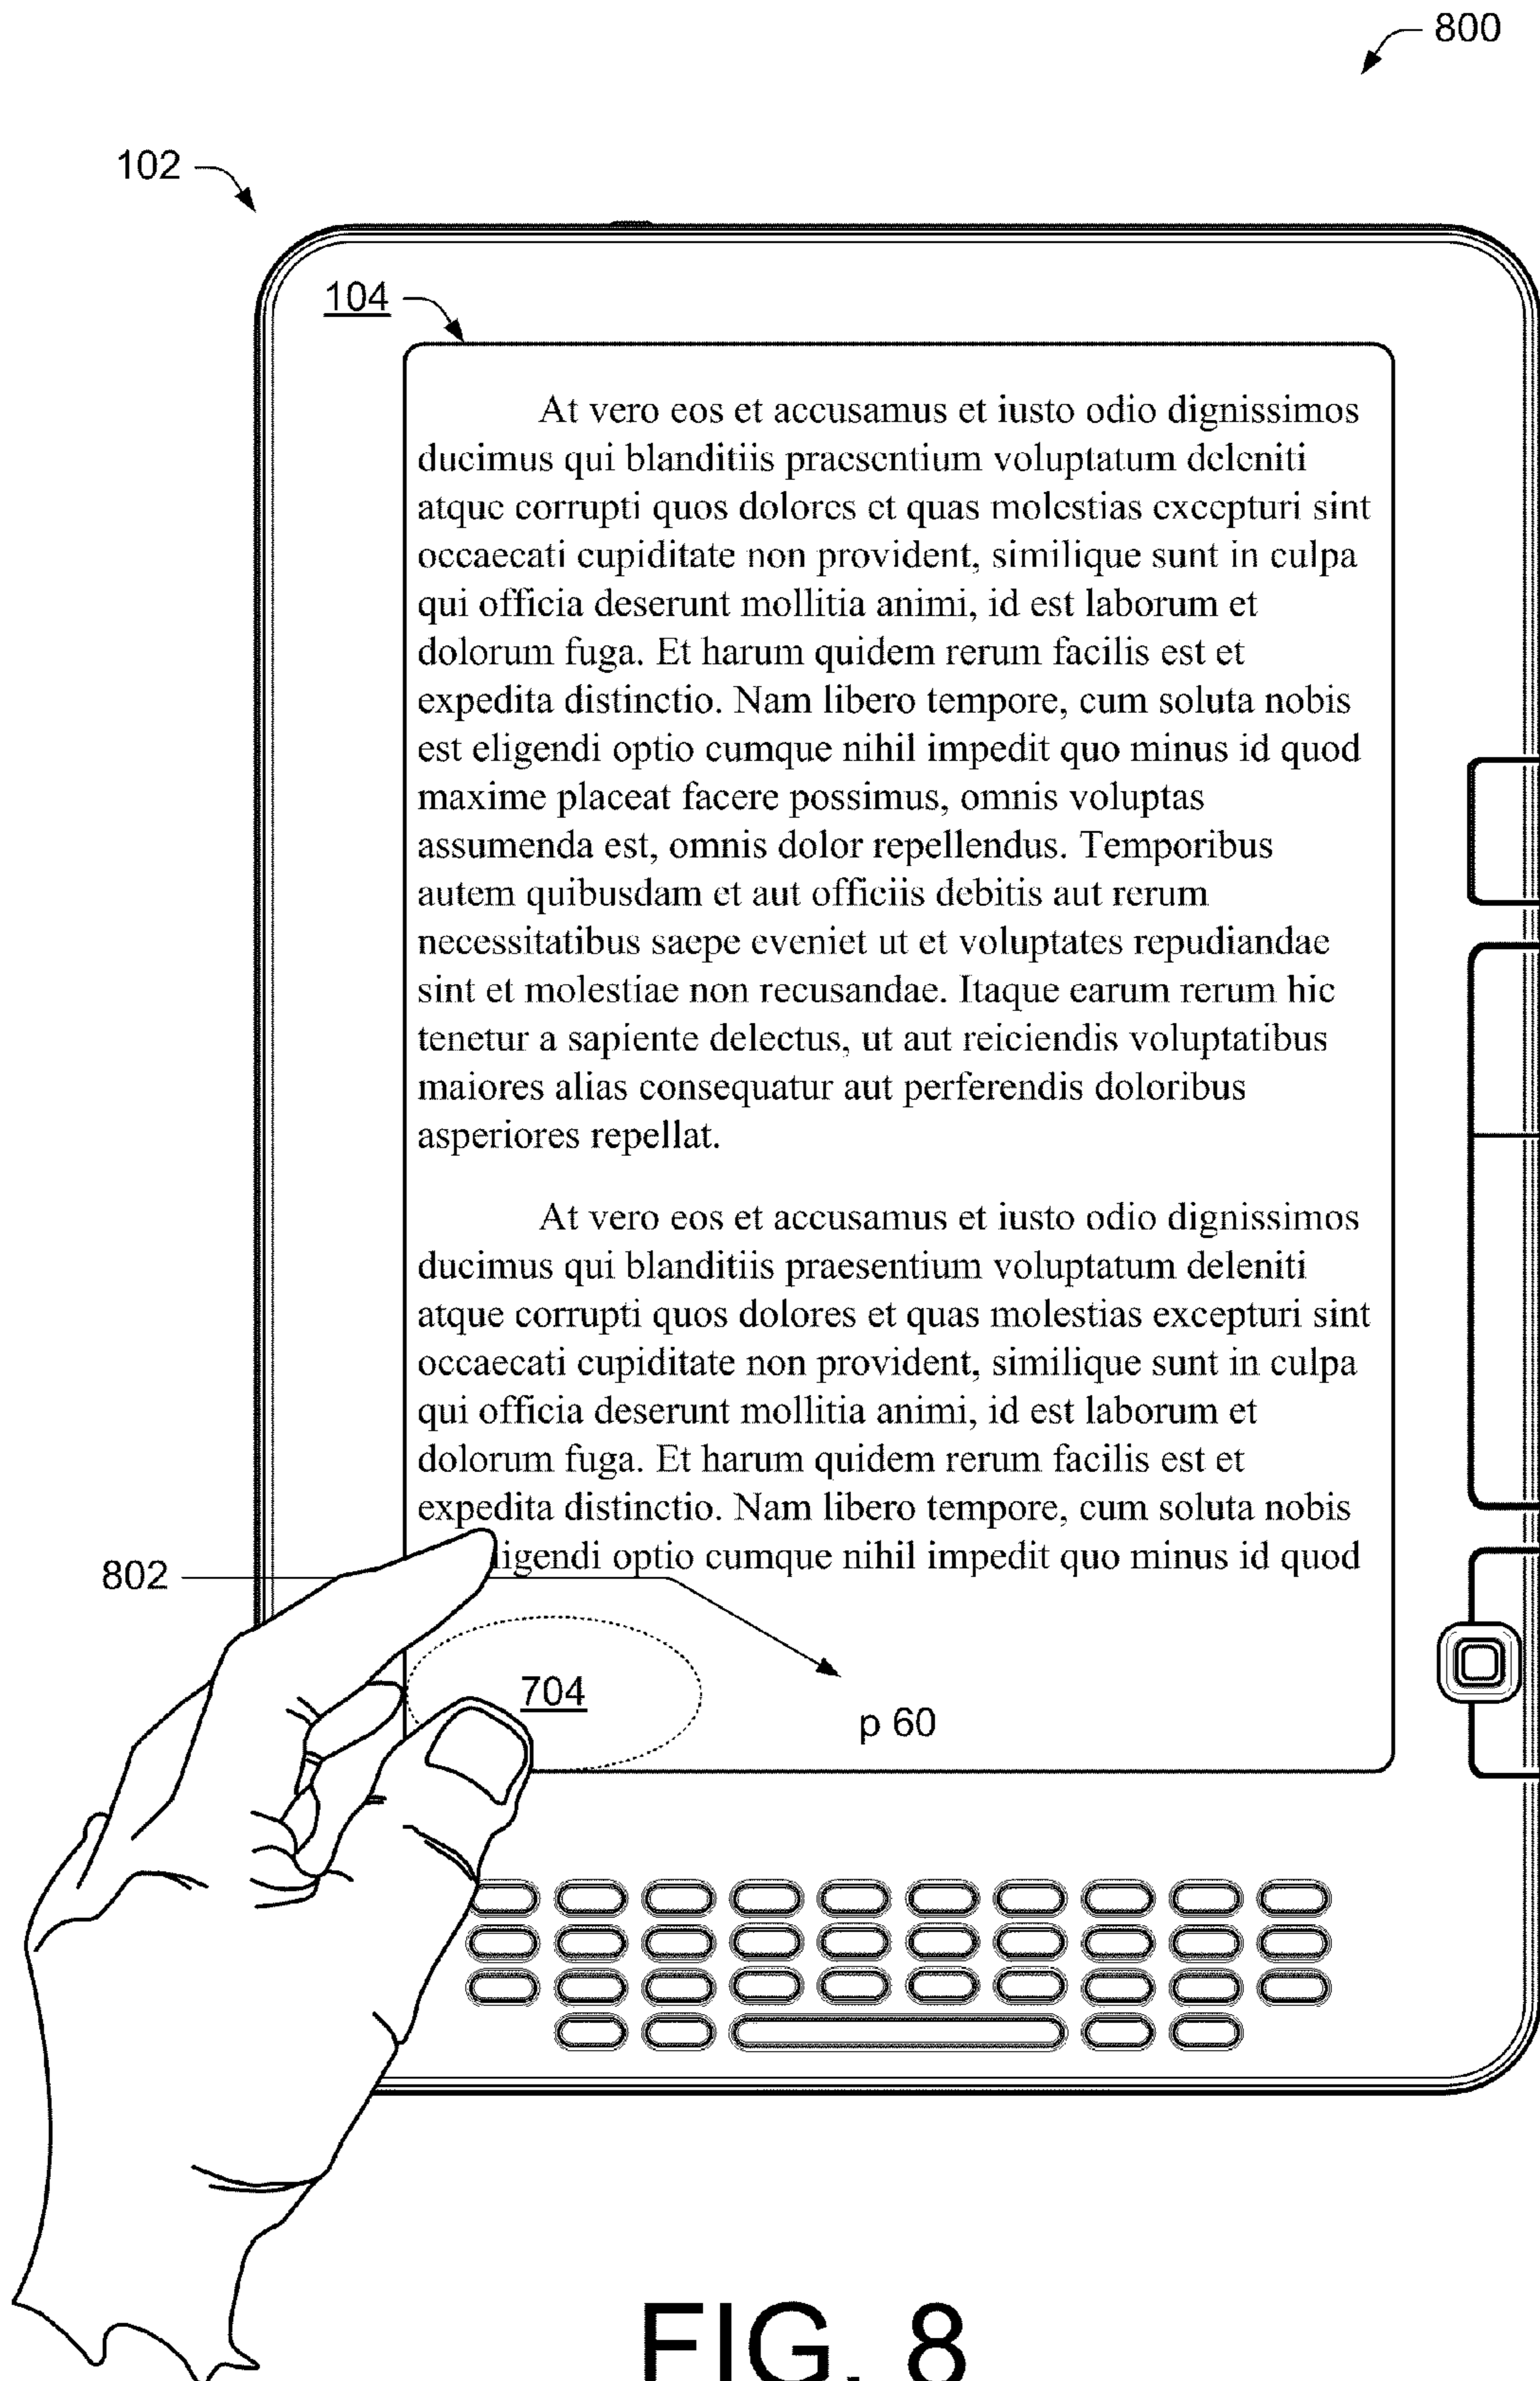 800
102
104
At vero eos et accusamus et iusto odio dignissimos
ducimus qui blanditiis praesentium voluptatum deleniti
atque corrupti quos dolores et quas molestias excepturi sint
occaecati cupiditate non provident, similique sunt in culpa
qui officia deserunt mollitia animi, id est laborum et
dolorum fuga. Et harum quidem rerum facilis est et
expedita distinctio. Nam libero tempore, cum soluta nobis
est eligendi optio cumque nihil impedit quo minus id quod
maxime placeat facere possimus, omnis voluptas
assumenda est, omnis dolor repellendus. Temporibus
autem quibusdam et aut officiis debitis aut rerum
necessitatibus saepe eveniet ut et voluptates repudiandae
sint et molestiae non recusandae. Itaque earum rerum hic
tenetur a sapiente delectus, ut aut reiciendis voluptatibus
maiores alias consequatur aut perferendis doloribus
asperiores repellat.
At vero eos et accusamus et iusto odio dignissimos
ducimus qui blanditiis praesentium voluptatum deleniti
atque corrupti quos dolores et quas molestias excepturi sint
occaecati cupiditate non provident, similique sunt in culpa
qui officia deserunt mollitia animi, id est laborum et
dolorum fuga. Et harum quidem rerum facilis est et
expedita distinctio. Nam libero tempore, cum soluta nobis
ligendi optio cumque nihil impedit quo minus id quod
802
704
p 60
FIG. 8